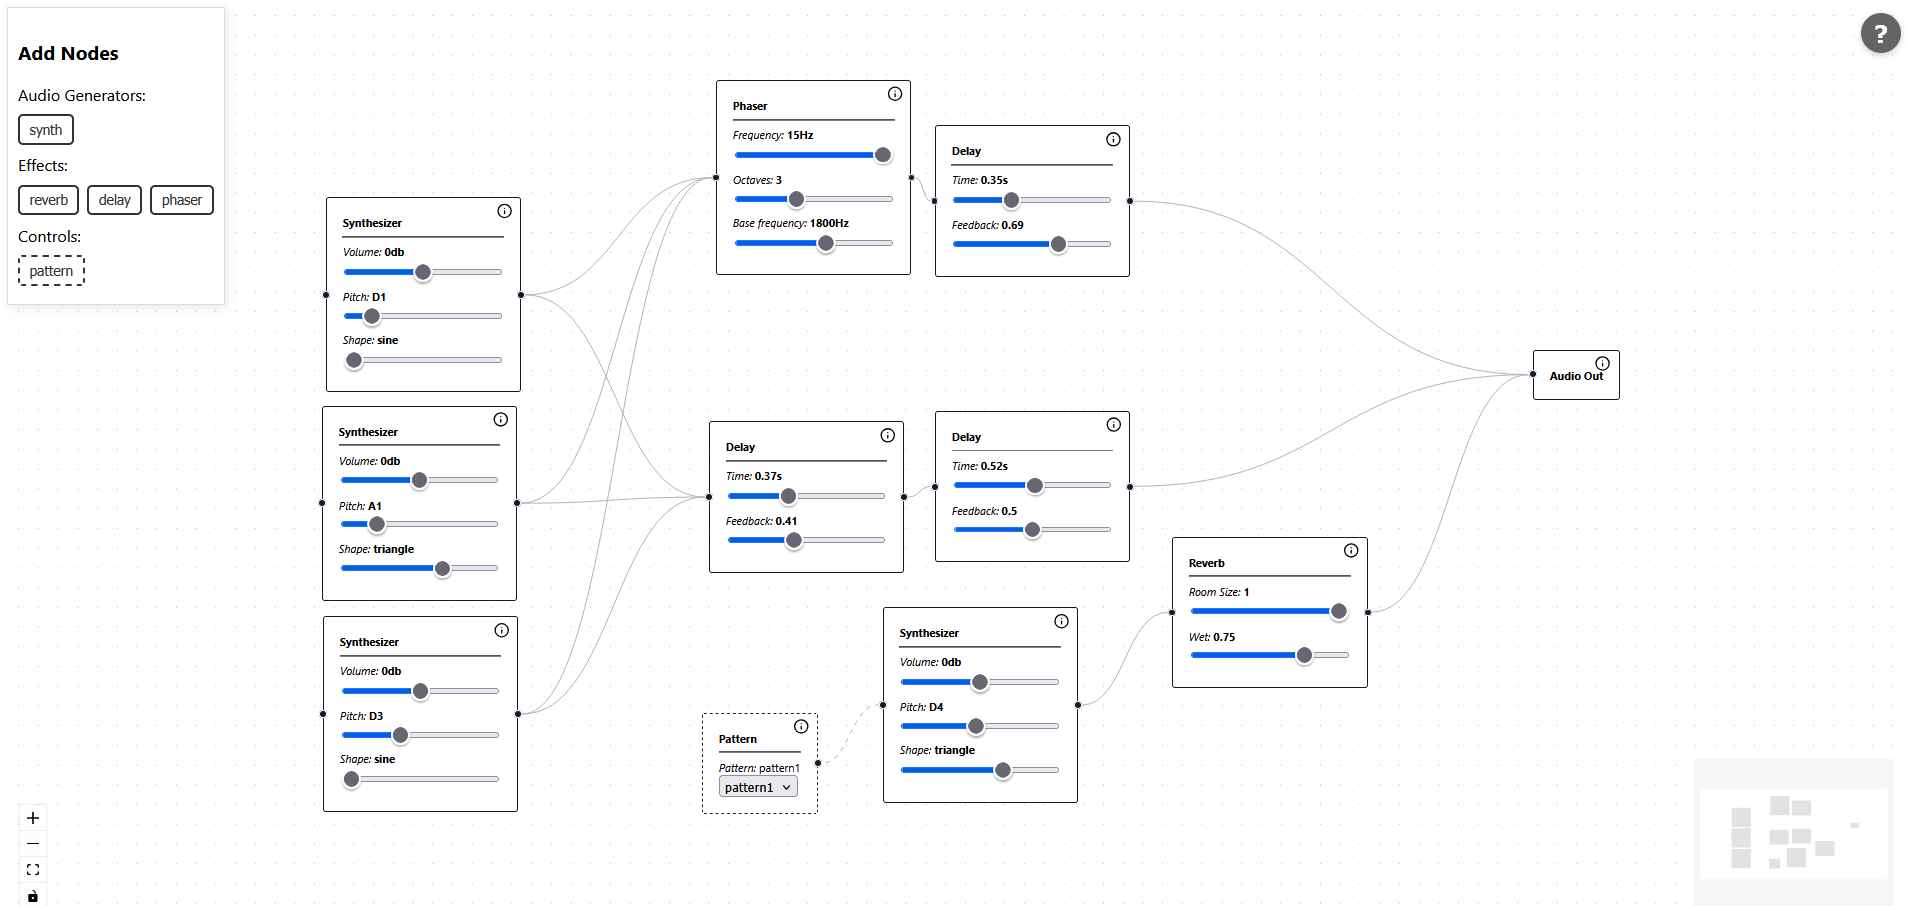 Add Nodes
Audio Generators:
synth
Effects:
reverb delay phaser
Controls:
pattern
?
Phaser
Frequency: 15Hz
Octaves: 3
Base frequency: 1800Hz
Delay
Time: 0.35s
Feedback: 0.69
Synthesizer
Volume: 0db
Pitch: D1
Shape: sine
Audio Out
Synthesizer
Volume: 0db
Pitch: A1
Shape: triangle
Delay
Time: 0.37s
Feedback: 0.41
Delay
Time: 0.52s
Feedback: 0.5
Reverb
Room Size: 1
Wet: 0.75
Synthesizer
Volume: 0db
Pitch: D3
Shape: sine
Synthesizer
Volume: 0db
Pitch: D4
Shape: triangle
Pattern
Pattern: pattern1
pattern1